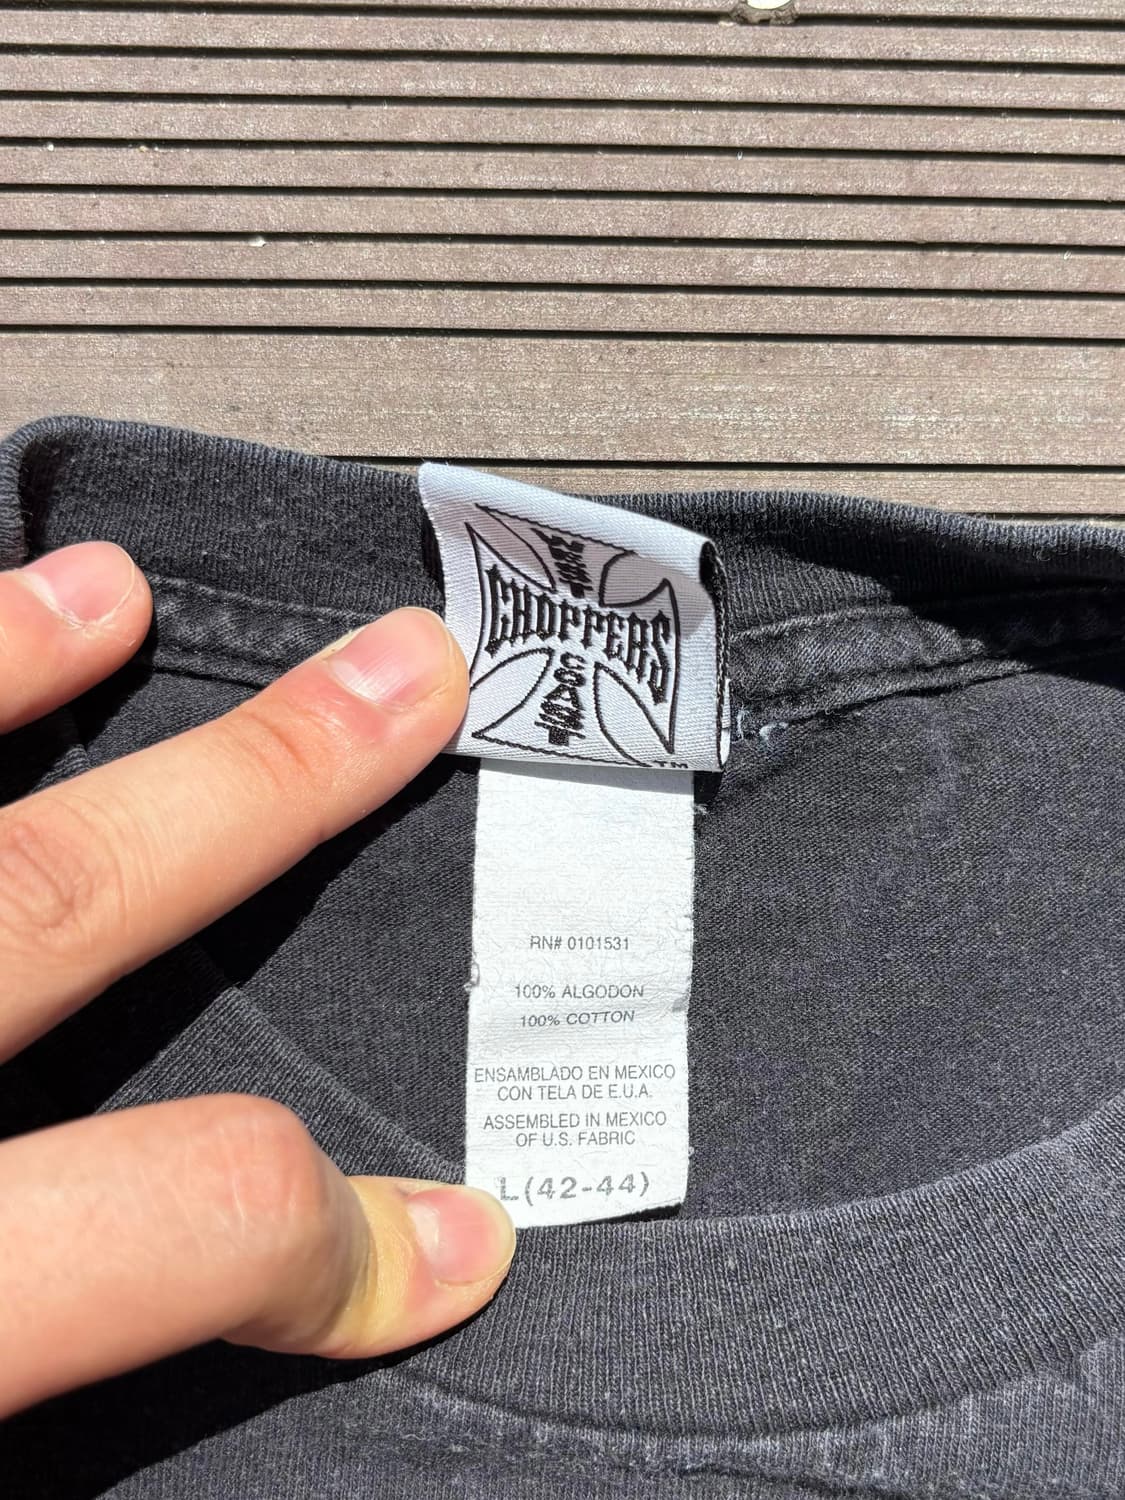 WEST
CHOPPERS
COAST
TM
RN# 0101531
100% ALGODON
100% COTTON
ENSAMBLADO EN MEXICO
CON TELA DE E.U.A.
ASSEMBLED IN MEXICO
OF U.S. FABRIC
L (42-44)